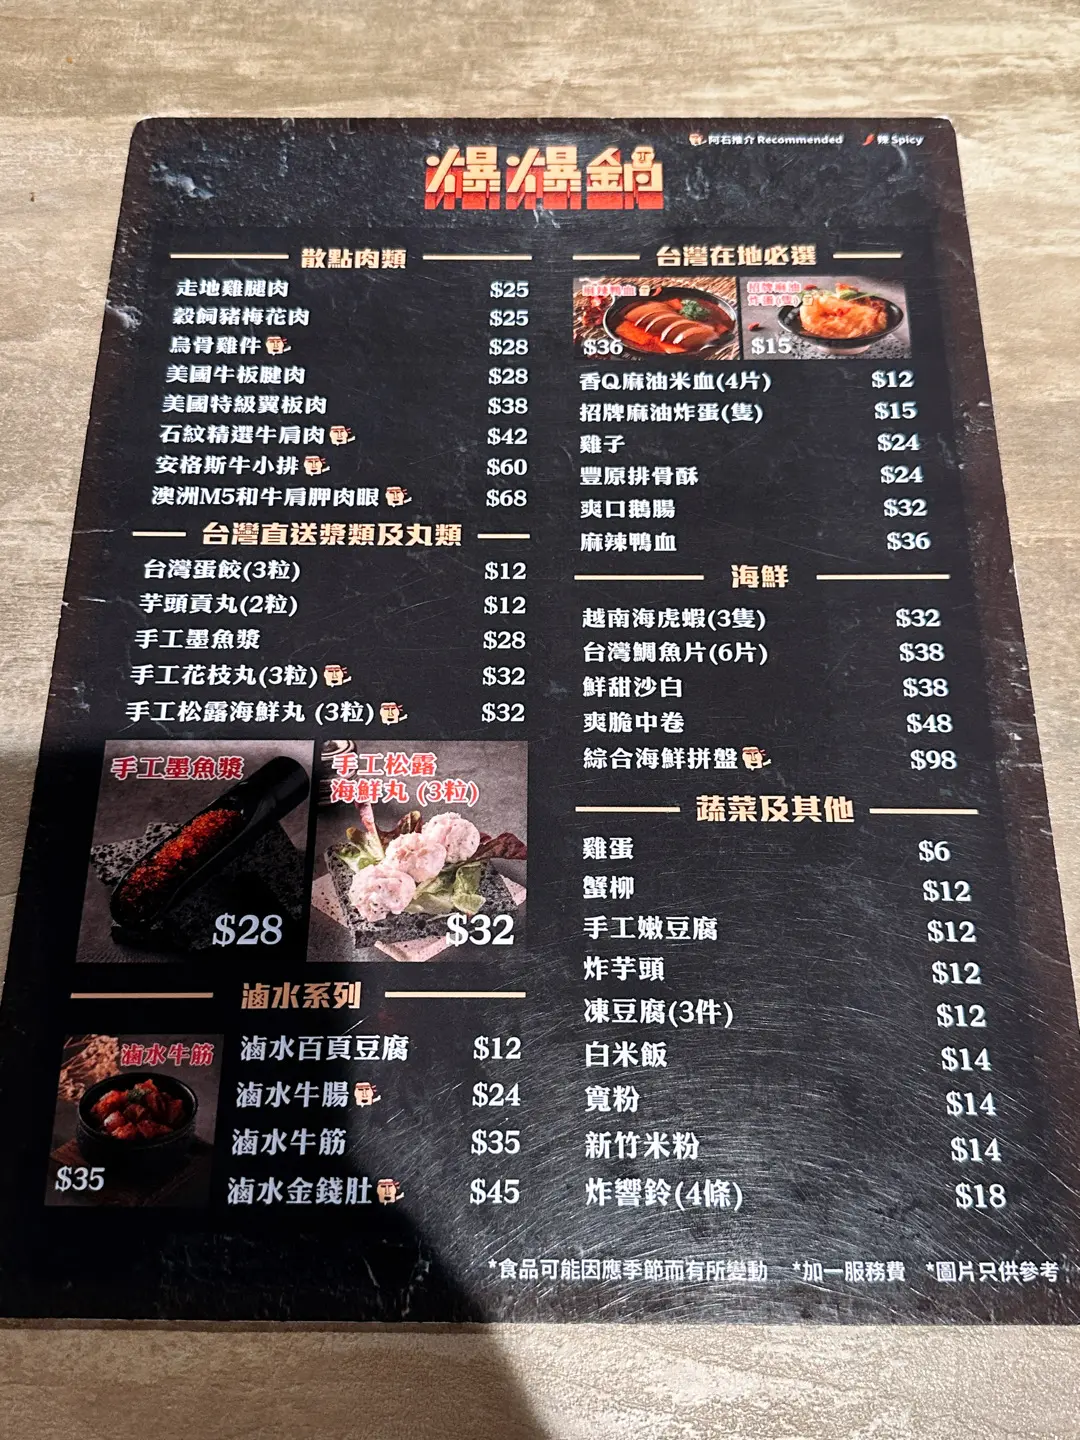 阿石推介 Recommended 辣 Spicy
爆爆鍋
散點肉類
走地雞腿肉 $25
穀飼豬梅花肉 $25
烏骨雞件 $28
美國牛板腱肉 $28
美國特級翼板肉 $38
石紋精選牛肩肉 $42
安格斯牛小排 $60
澳洲M5和牛肩胛肉眼 $68
台灣直送漿類及丸類
台灣蛋餃(3粒) $12
芋頭貢丸(2粒) $12
手工墨魚漿 $28
手工花枝丸(3粒) $32
手工松露海鮮丸 (3粒) $32
手工墨魚漿
$28
手工松露
海鮮丸 (3粒)
$32
滷水系列
滷水牛筋
$35
滷水百頁豆腐 $12
滷水牛腸 $24
滷水牛筋 $35
滷水金錢肚 $45
台灣在地必選
麻辣鴨血
$36
招牌麻油
炸蛋(隻)
$15
香Q麻油米血(4片) $12
招牌麻油炸蛋(隻) $15
雞子 $24
豐原排骨酥 $24
爽口鵝腸 $32
麻辣鴨血 $36
海鮮
越南海虎蝦(3隻) $32
台灣鯛魚片(6片) $38
鮮甜沙白 $38
爽脆中卷 $48
綜合海鮮拼盤 $98
蔬菜及其他
雞蛋 $6
蟹柳 $12
手工嫩豆腐 $12
炸芋頭 $12
凍豆腐(3件) $12
白米飯 $14
寬粉 $14
新竹米粉 $14
炸響鈴(4條) $18
*食品可能因應季節而有所變動 *加一服務費 *圖片只供參考